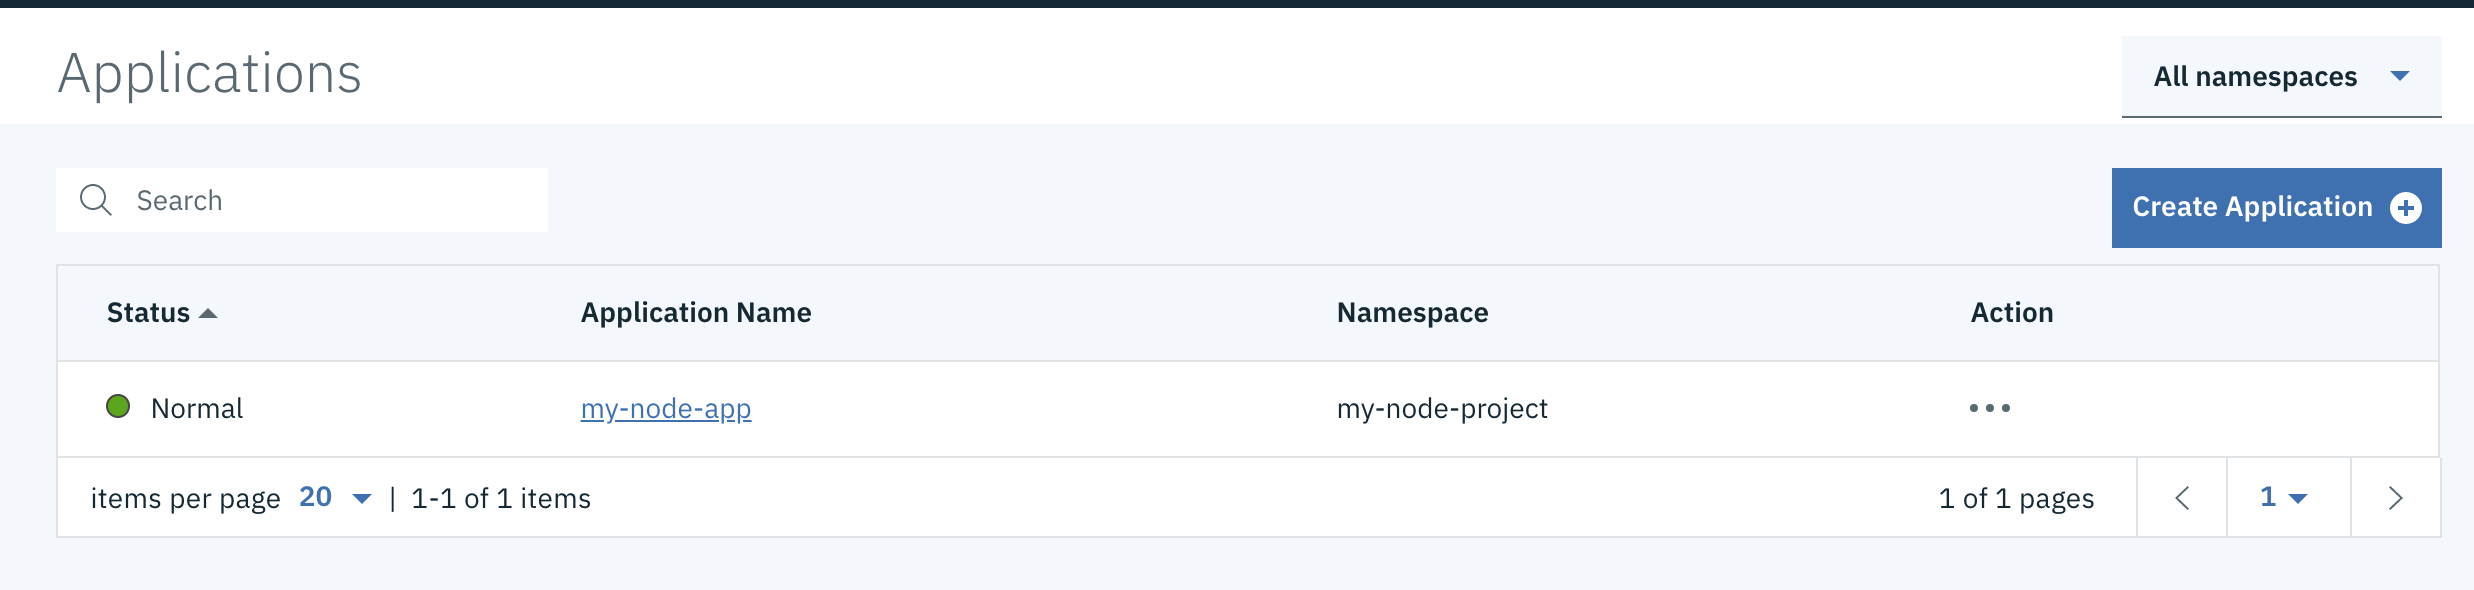 Applications
All namespaces
Search
Create Application
Status Application Name Namespace Action
Normal my-node-app my-node-project
items per page 20 | 1-1 of 1 items 1 of 1 pages 1